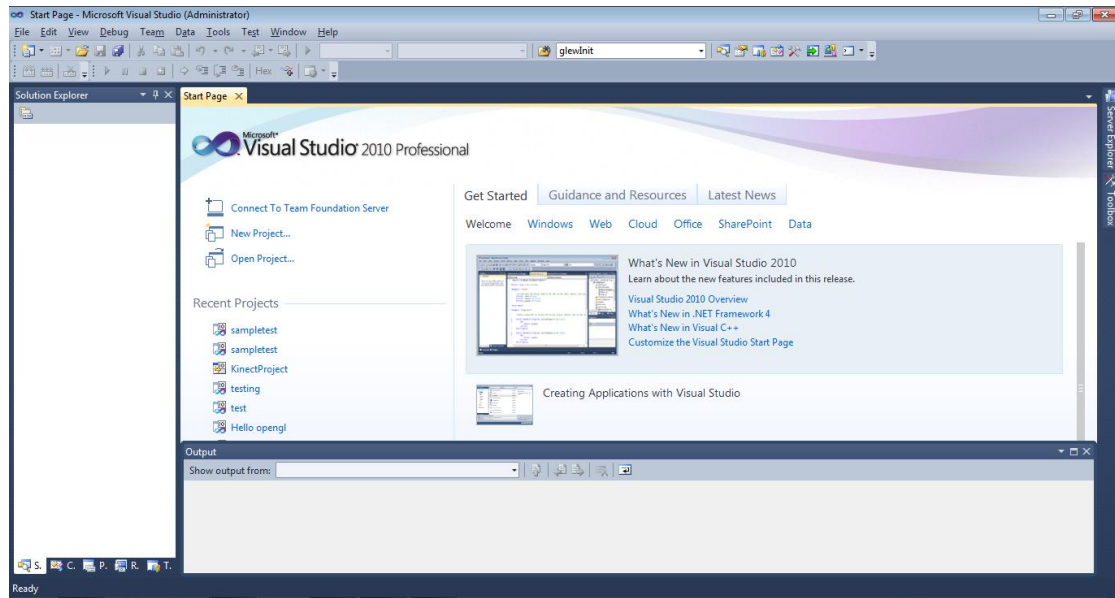 Start Page - Microsoft Visual Studio (Administrator)
File Edit View Debug Team Data Tools Test Window Help
glewInit
Hex
Solution Explorer
Start Page
Microsoft
Visual Studio 2010 Professional
Connect To Team Foundation Server
New Project...
Open Project...
Recent Projects
sampletest
sampletest
KinectProject
testing
test
Hello opengl
Get Started Guidance and Resources Latest News
Welcome Windows Web Cloud Office SharePoint Data
What's New in Visual Studio 2010
Learn about the new features included in this release.
Visual Studio 2010 Overview
What's New in .NET Framework 4
What's New in Visual C++
Customize the Visual Studio Start Page
Creating Applications with Visual Studio
Server Explorer
Toolbox
Output
Show output from:
S. C. P. R. T.
Ready